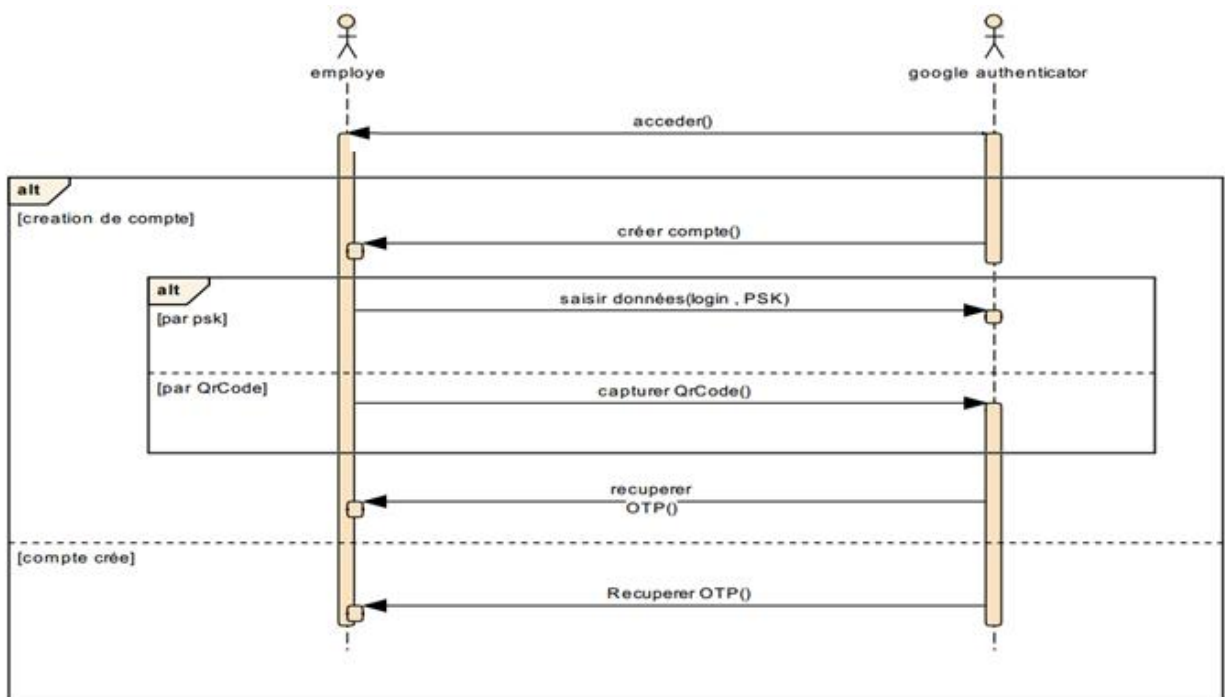 employe
google authenticator
acceder()
alt
[creation de compte]
créer compte()
alt
saisir données(login , PSK)
[par psk]
[par QrCode]
capturer QrCode()
recuperer
OTP()
[compte crée]
Recuperer OTP()